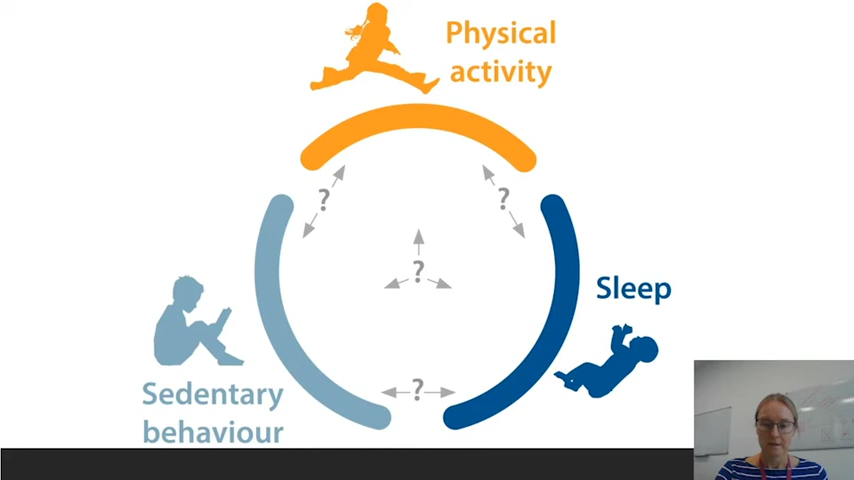 Physical
activity
?
?
?
Sleep
?
Sedentary
behaviour